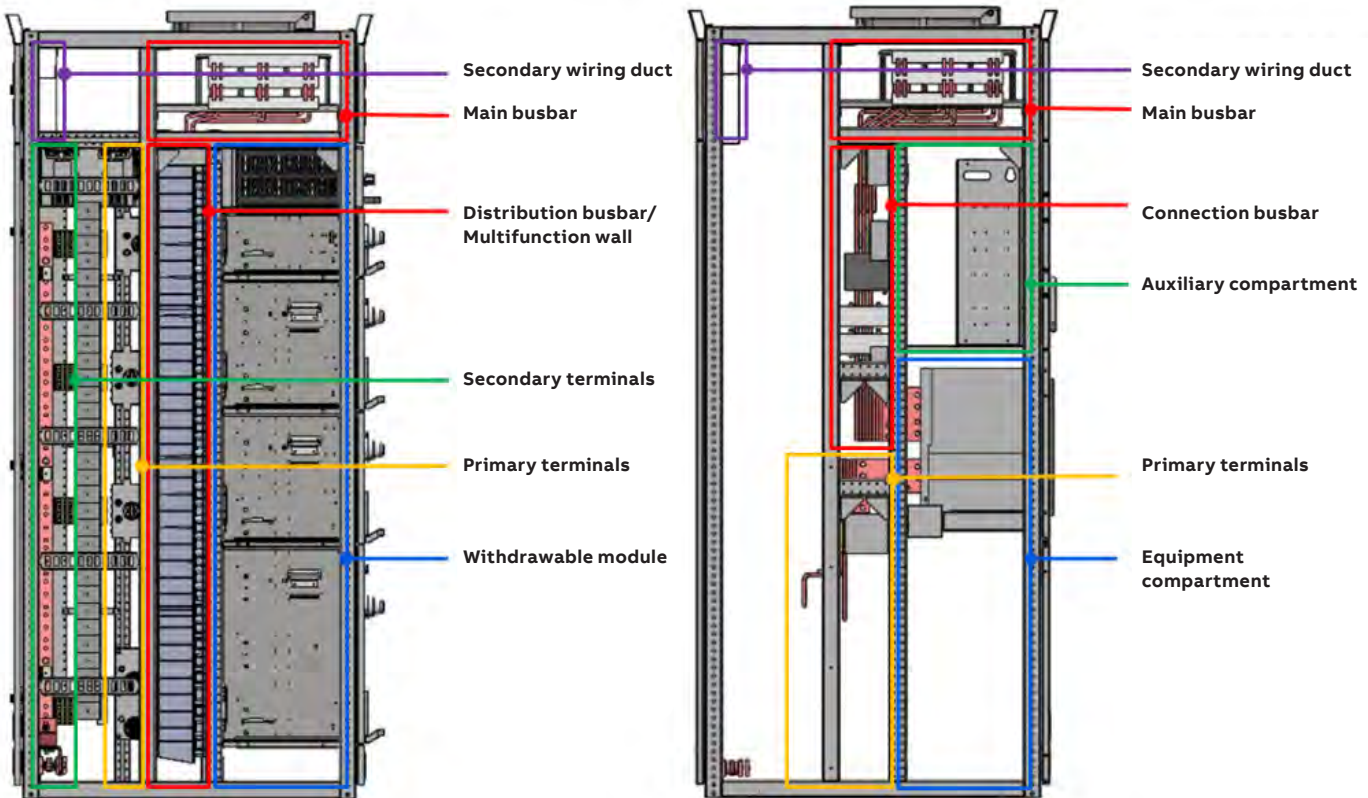 Secondary wiring duct
Main busbar
Distribution busbar/
Multifunction wall
Secondary terminals
Primary terminals
Withdrawable module
Secondary wiring duct
Main busbar
Connection busbar
Auxiliary compartment
Primary terminals
Equipment
compartment